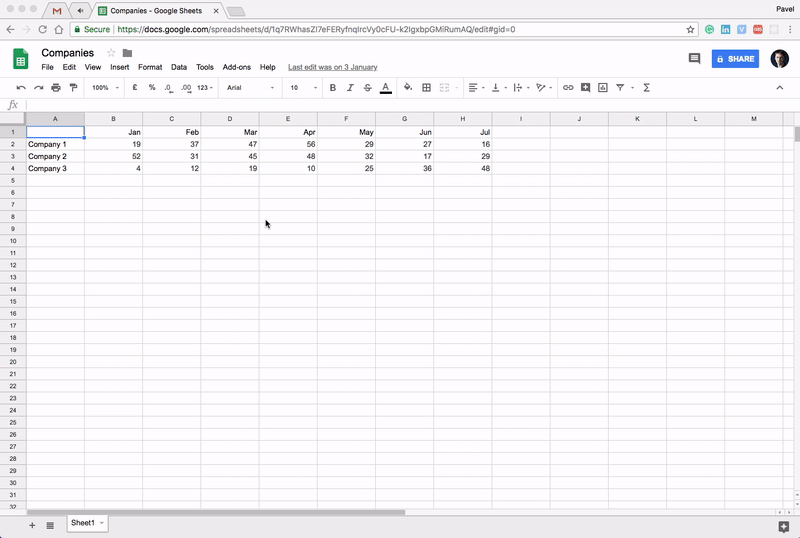 Companies - Google Sheets
Pavel
Secure https://docs.google.com/spreadsheets/d/1q7RWhasZI7eFERyfnqIrcVy0cFU-k2IgxbpGMiRumAQ/edit#gid=0
Companies
File Edit View Insert Format Data Tools Add-ons Help Last edit was on 3 January
SHARE
100% £ % .0 .00 123 Arial 10 B I S A
fx
A B C D E F G H I J K L M
1 Jan Feb Mar Apr May Jun Jul
2 Company 1 19 37 47 56 29 27 16
3 Company 2 52 31 45 48 32 17 29
4 Company 3 4 12 19 10 25 36 48
5
6
7
8
9
10
11
12
13
14
15
16
17
18
19
20
21
22
23
24
25
26
27
28
29
30
31
32
Sheet1